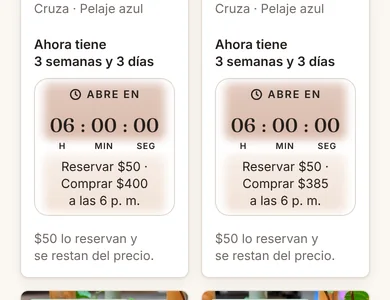 Cruza · Pelaje azul
Ahora tiene
3 semanas y 3 días
ABRE EN
06 : 00 : 00
H MIN SEG
Reservar $50 ·
Comprar $400
a las 6 p. m.
$50 lo reservan y
se restan del precio.
Cruza · Pelaje azul
Ahora tiene
3 semanas y 3 días
ABRE EN
06 : 00 : 00
H MIN SEG
Reservar $50 ·
Comprar $385
a las 6 p. m.
$50 lo reservan y
se restan del precio.